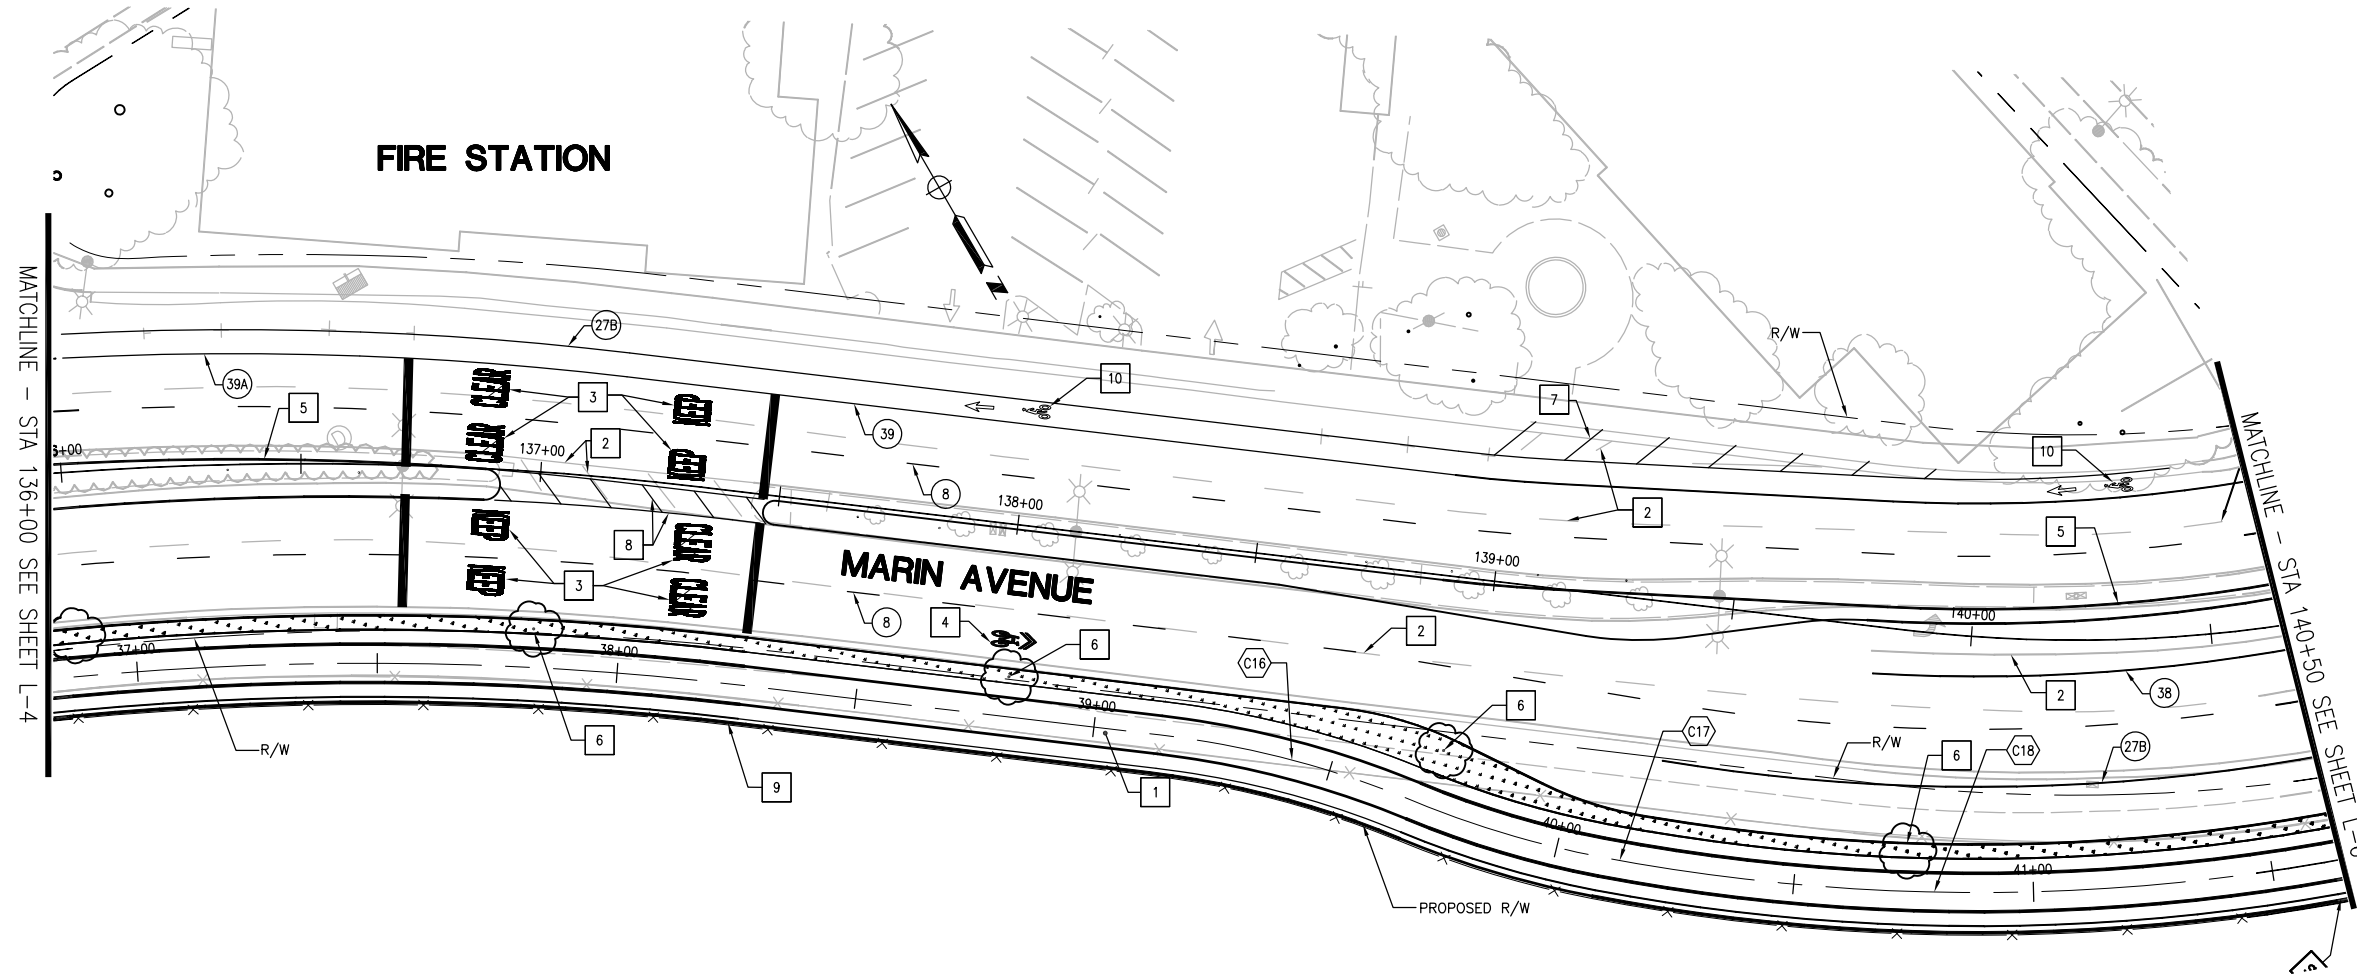 FIRE STATION
MATCHLINE - STA 136+00 SEE SHEET L-4
27B
39A
5
3
CLEAR
KEEP
CLEAR
KEEP
2
137+00
6+00
10
39
8
138+00
7
2
R/W
10
5
139+00
140+00
MATCHLINE - STA 140+50 SEE SHEET L-
KEEP
CLEAR
KEEP
CLEAR
8
3
MARIN AVENUE
8
4
6
2
C16
2
38
37+00
38+00
39+00
R/W
6
9
1
6
C17
R/W
6
C18
27B
40+00
41+00
PROPOSED R/W